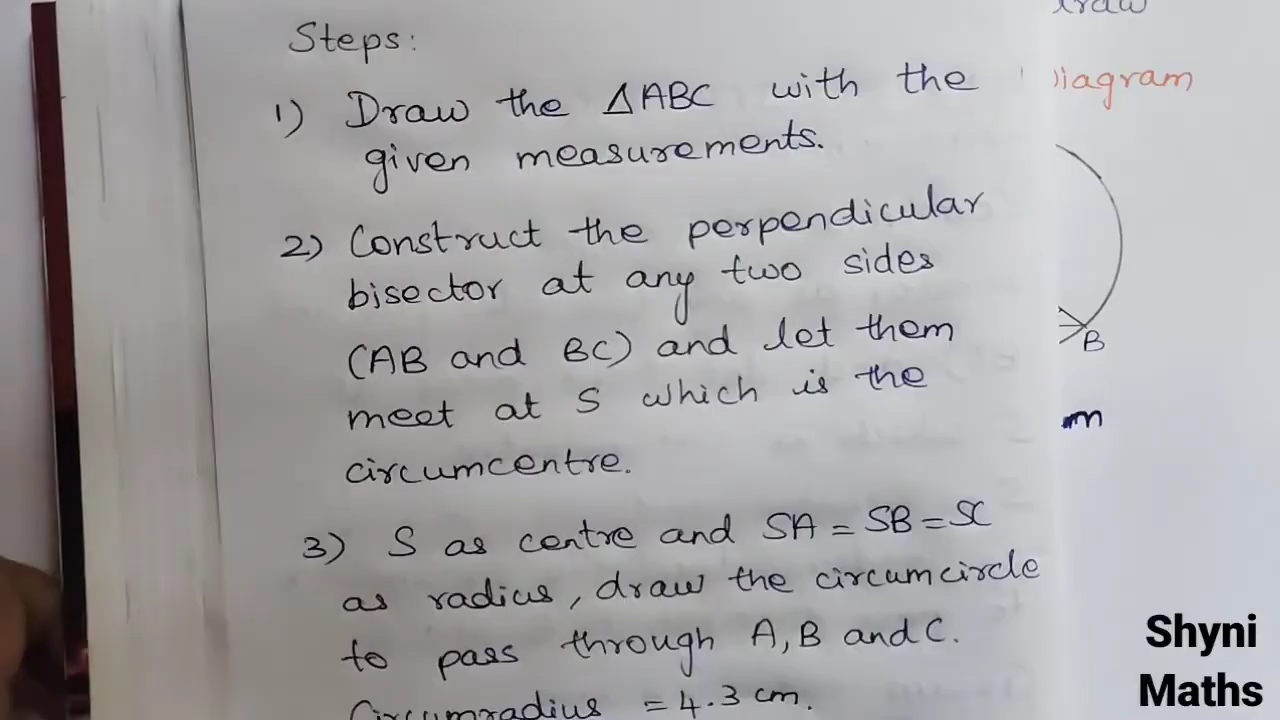 Steps:
1) Draw the △ABC with the
given measurements.
2) Construct the perpendicular
bisector at any two sides
(AB and BC) and let them
meet at S which is the
circumcentre.
3) S as centre and SA = SB = SC
as radius, draw the circumcircle
to pass through A, B and C.
Circumradius = 4.3 cm.
B
Shyni
Maths